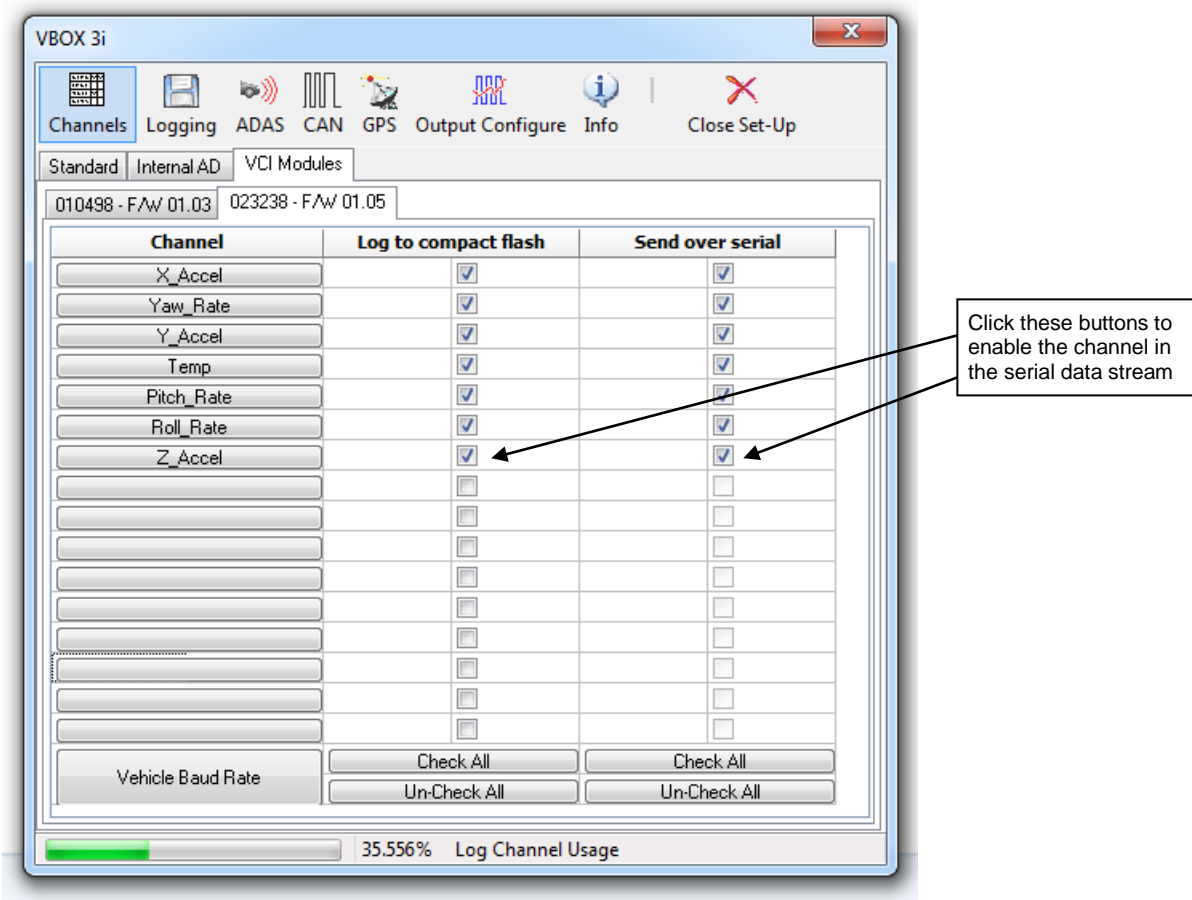 VBOX 3i
Channels Logging ADAS CAN GPS Output Configure Info Close Set-Up
Standard Internal AD VCI Modules
010498 - F/W 01.03 023238 - F/W 01.05
Channel Log to compact flash Send over serial
X_Accel
Yaw_Rate
Y_Accel
Temp
Pitch_Rate
Roll_Rate
Z_Accel
Vehicle Baud Rate
Check All Check All
Un-Check All Un-Check All
35.556% Log Channel Usage
Click these buttons to
enable the channel in
the serial data stream